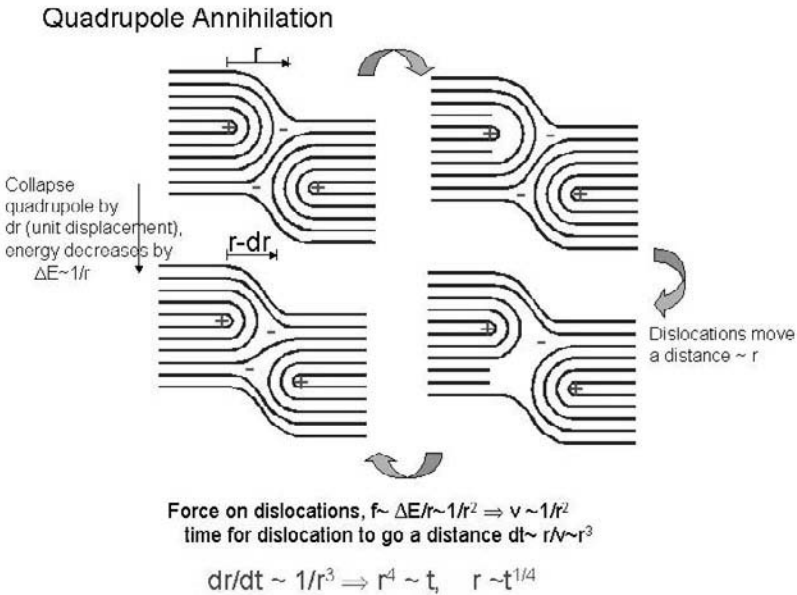 Quadrupole Annihilation
r
+
-
-
+
+
-
-
+
Collapse
quadrupole by
dr (unit displacement),
energy decreases by
ΔE~1/r
r-dr
+
-
-
+
+
-
-
+
Dislocations move
a distance ~ r
Force on dislocations, f~ ΔE/r~1/r² ⇒ v ~1/r²
time for dislocation to go a distance dt~ r/v~r³
dr/dt ~ 1/r³ ⇒ r⁴ ~ t, r ~t^1/4